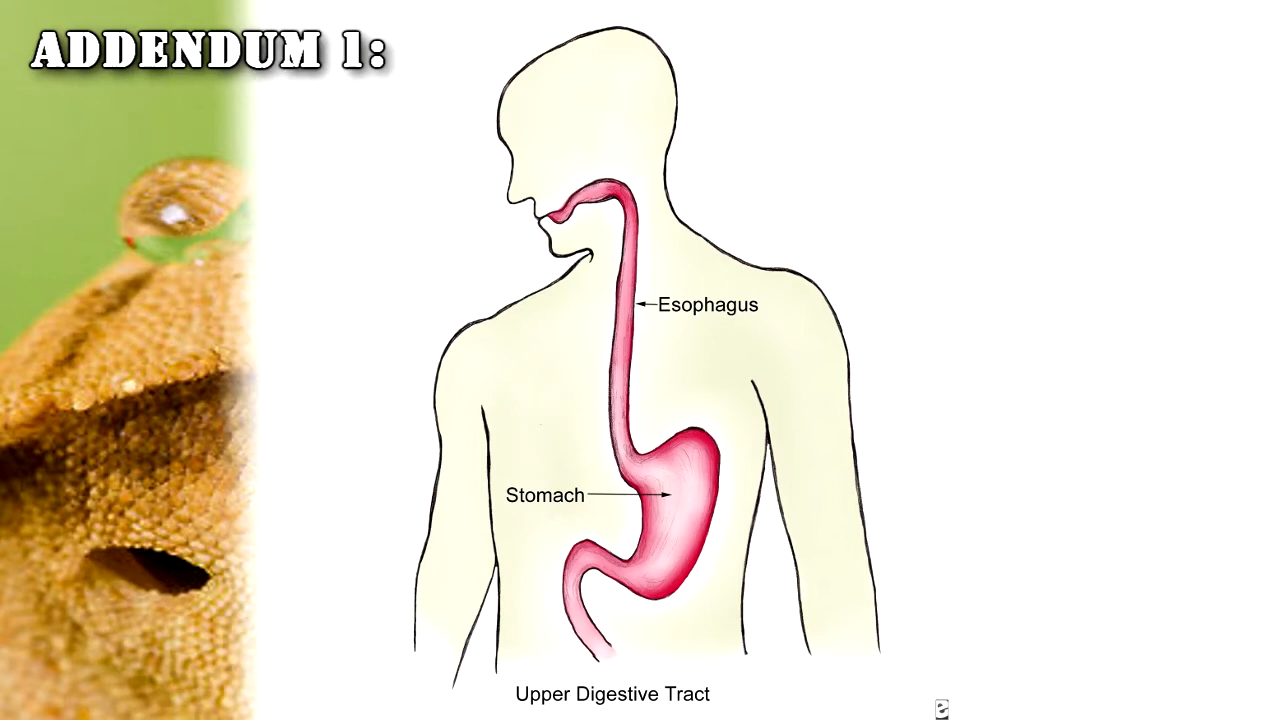 ADDENDUM 1:
Esophagus
Stomach
Upper Digestive Tract
e